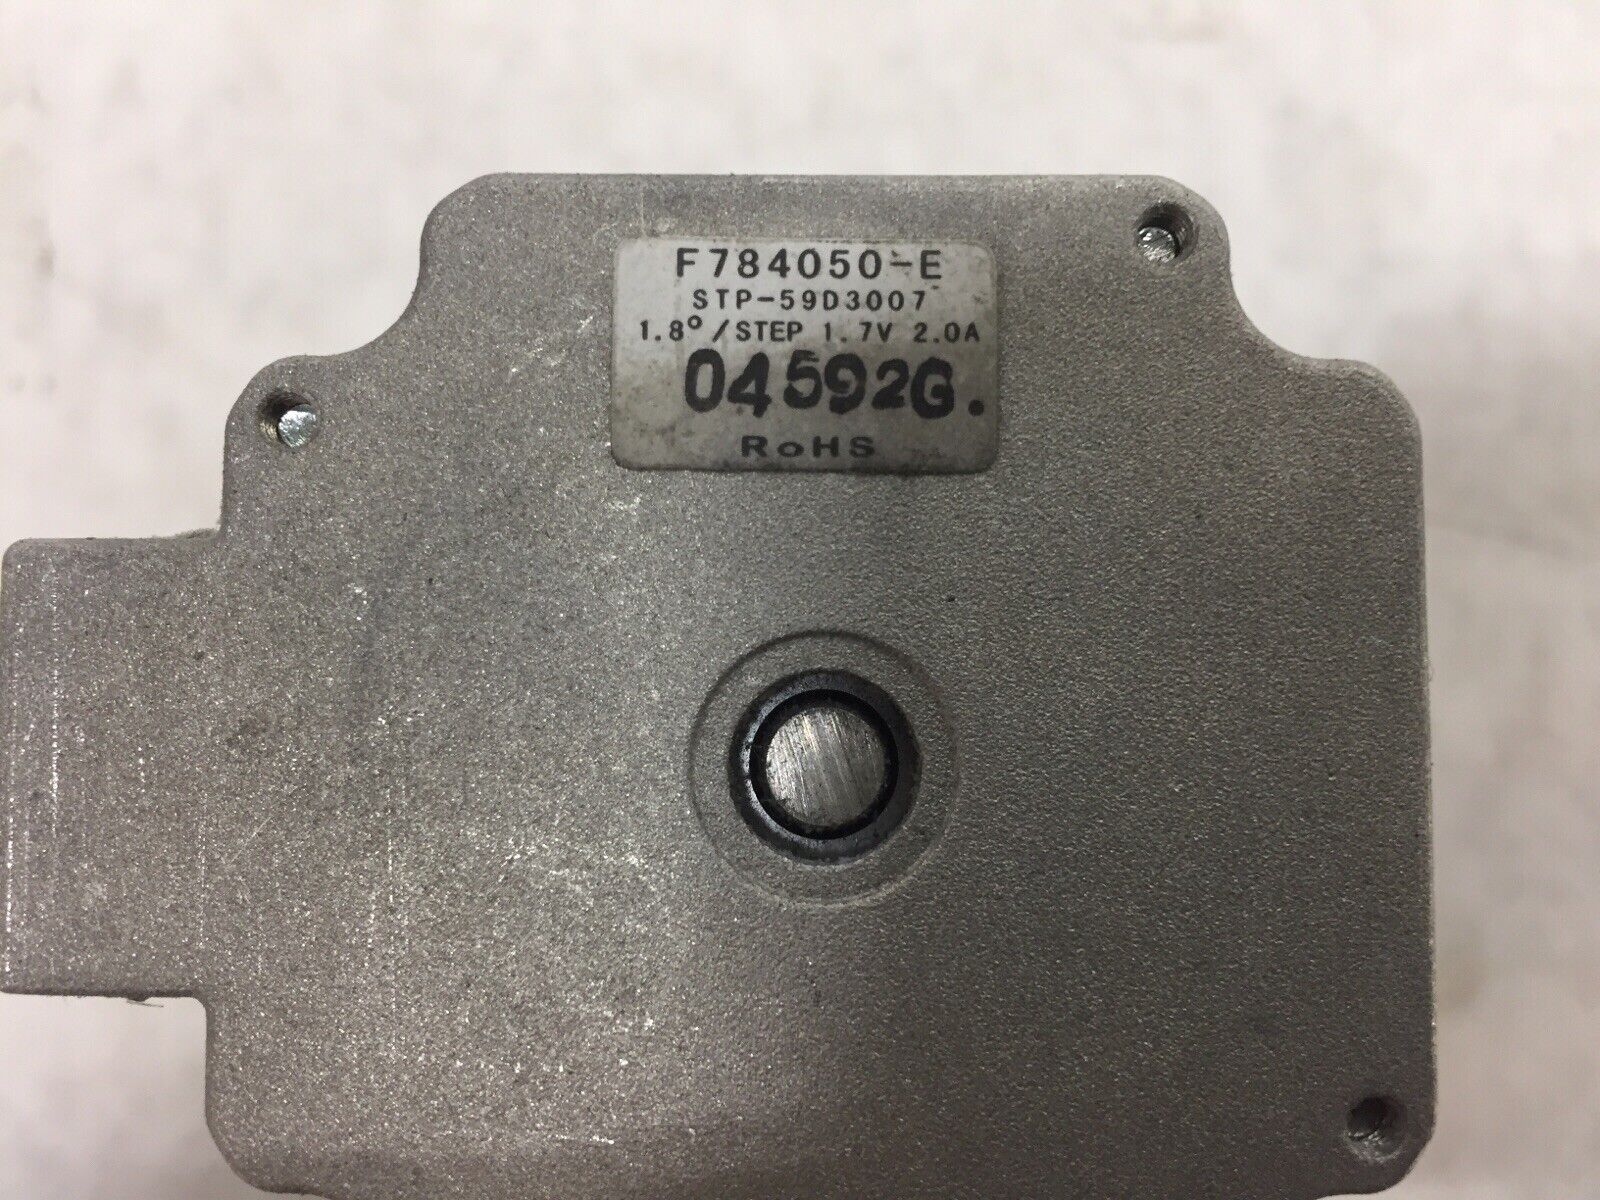 F784050-E
STP-59D3007
1.8°/STEP 1.7V 2.0A
04592G.
RoHS